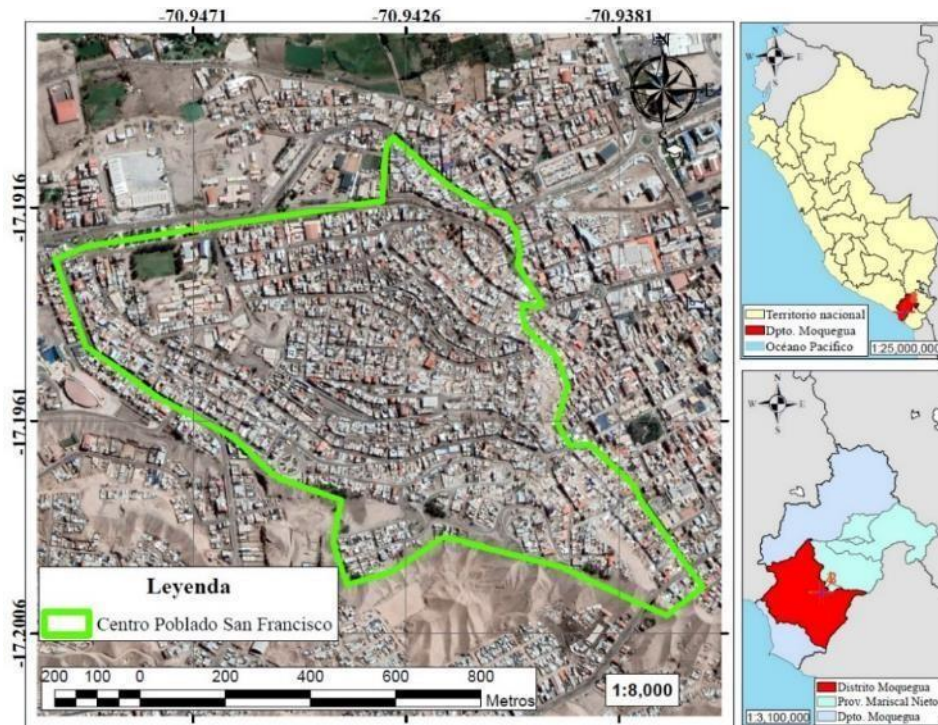 -70.9471 -70.9426 -70.9381
-17.1916
-17.1961
-17.2006
Leyenda
Centro Poblado San Francisco
200 100 0 200 400 600 800
Metros
1:8,000
N
W E
S
Territorio nacional
Dpto. Moquegua
Océano Pacífico
1:25,000,000
N
W E
S
Distrito Moquegua
Prov. Mariscal Nieto
Dpto. Moquegua
1:3,100,000